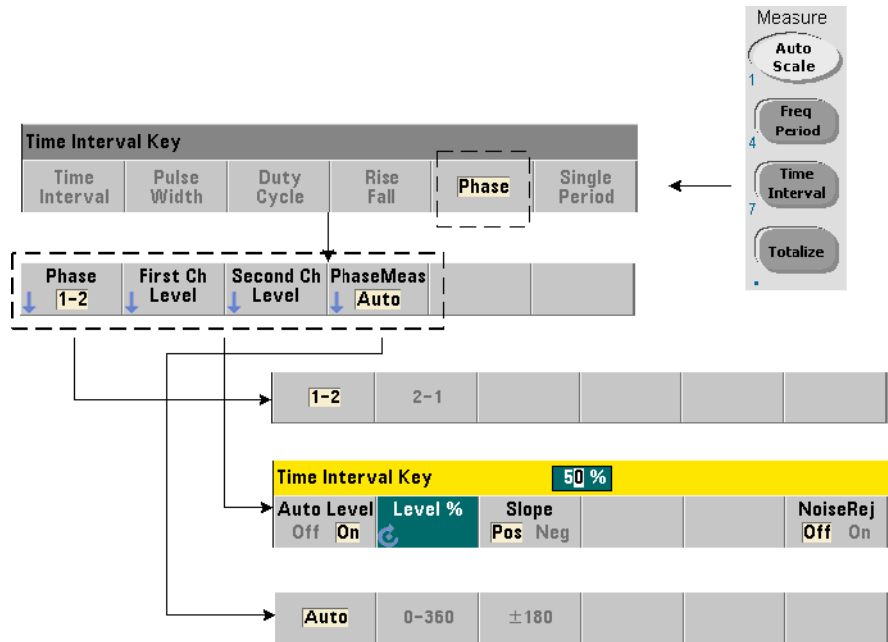 Measure
Auto
Scale
1
Freq
Period
4
Time
Interval
7
Totalize
.
Time Interval Key
Time Interval
Pulse Width
Duty Cycle
Rise Fall
Phase
Single Period
Phase 1-2
First Ch Level
Second Ch Level
PhaseMeas Auto
1-2 2-1
Time Interval Key 50 %
Auto Level Off On
Level %
Slope Pos Neg
NoiseRej Off On
Auto 0-360 ±180